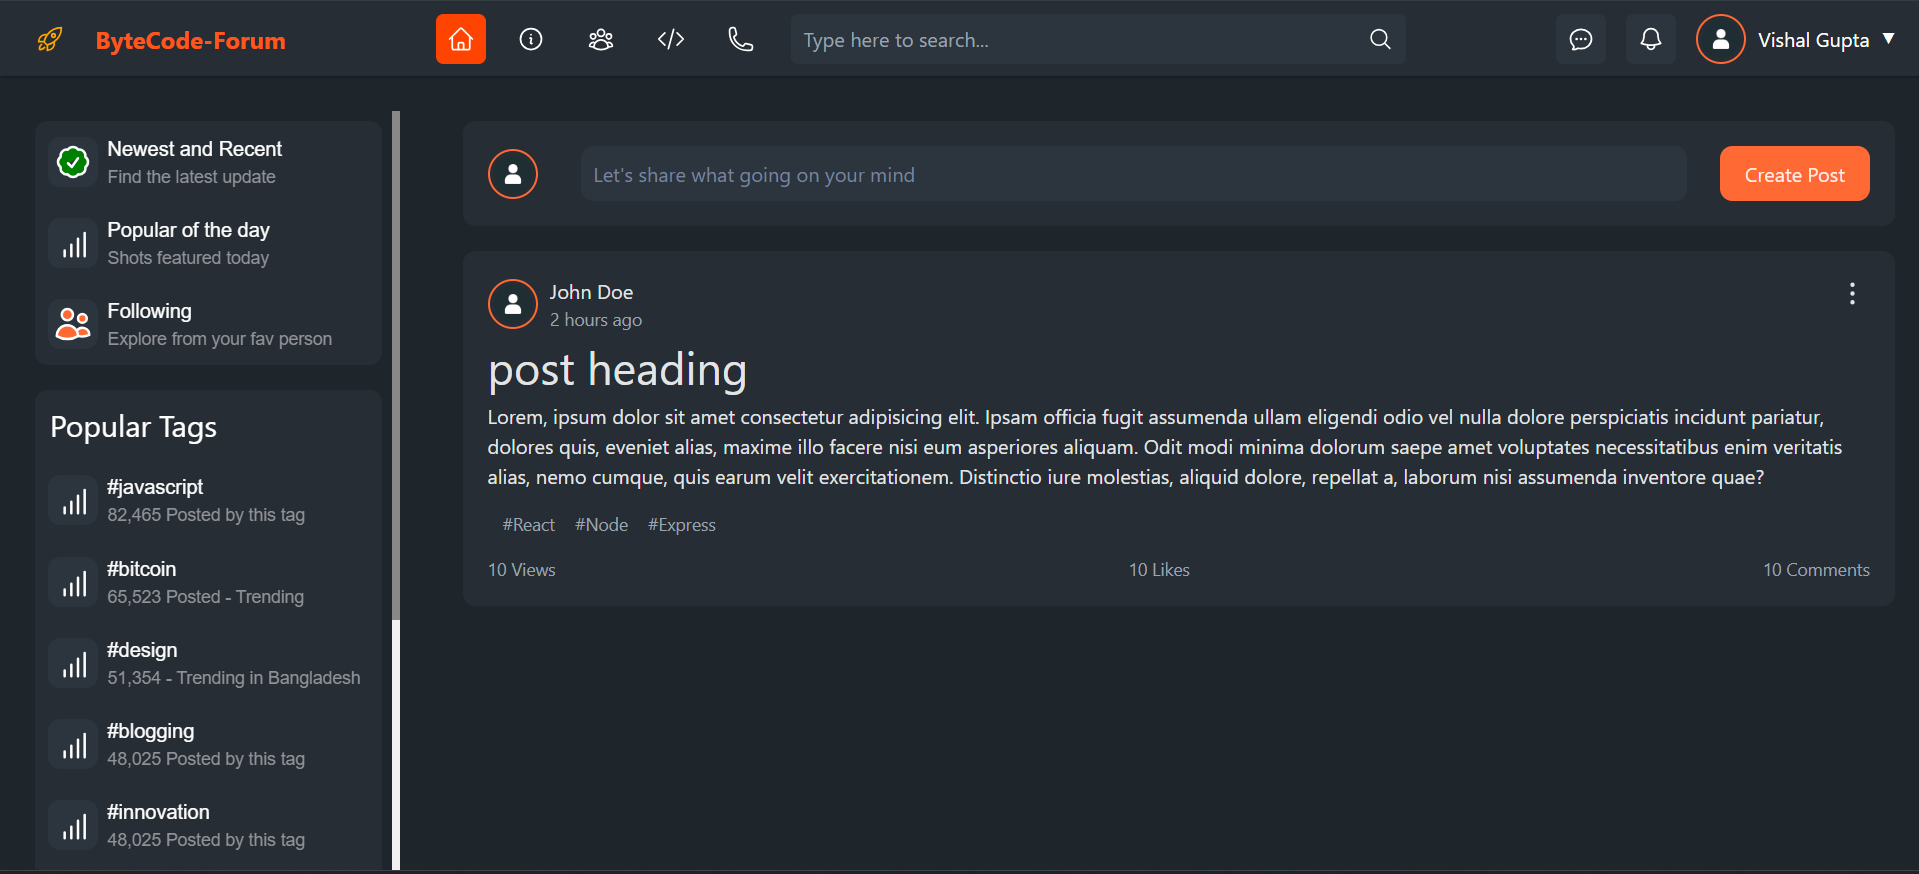 ByteCode-Forum
Type here to search...
Vishal Gupta
Newest and Recent
Find the latest update
Popular of the day
Shots featured today
Following
Explore from your fav person
Popular Tags
#javascript
82,465 Posted by this tag
#bitcoin
65,523 Posted - Trending
#design
51,354 - Trending in Bangladesh
#blogging
48,025 Posted by this tag
#innovation
48,025 Posted by this tag
Let's share what going on your mind
Create Post
John Doe
2 hours ago
post heading
Lorem, ipsum dolor sit amet consectetur adipisicing elit. Ipsam officia fugit assumenda ullam eligendi odio vel nulla dolore perspiciatis incidunt pariatur,
dolores quis, eveniet alias, maxime illo facere nisi eum asperiores aliquam. Odit modi minima dolorum saepe amet voluptates necessitatibus enim veritatis
alias, nemo cumque, quis earum velit exercitationem. Distinctio iure molestias, aliquid dolore, repellat a, laborum nisi assumenda inventore quae?
#React #Node #Express
10 Views 10 Likes 10 Comments